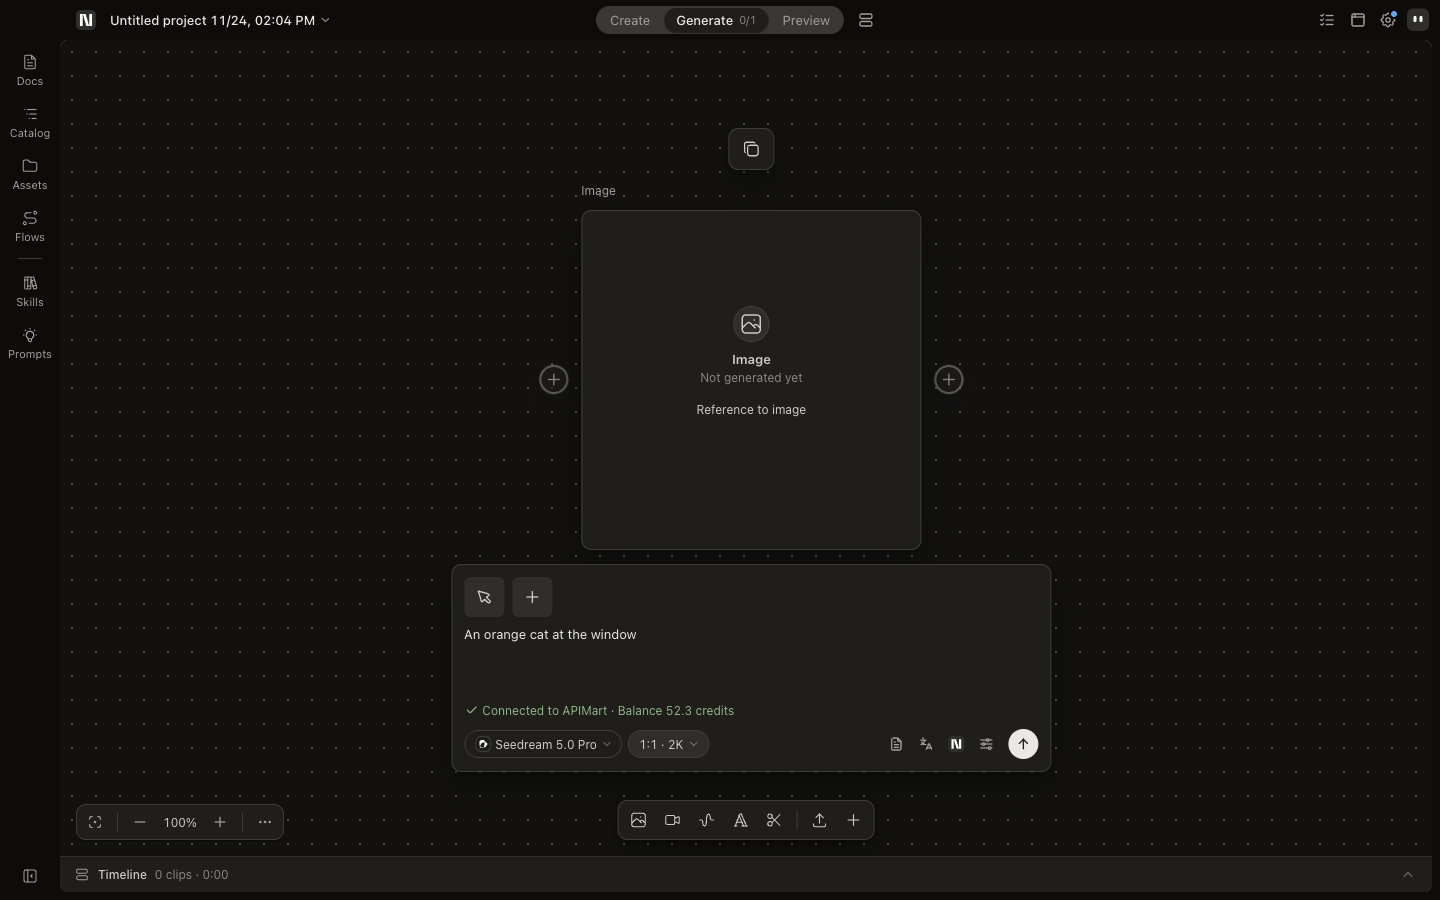 Untitled project 11/24, 02:04 PM
Create
Generate 0/1
Preview
Docs
Catalog
Assets
Flows
Skills
Prompts
Image
Image
Not generated yet
Reference to image
An orange cat at the window
Connected to APIMart · Balance 52.3 credits
Seedream 5.0 Pro
1:1 · 2K
100%
Timeline 0 clips · 0:00